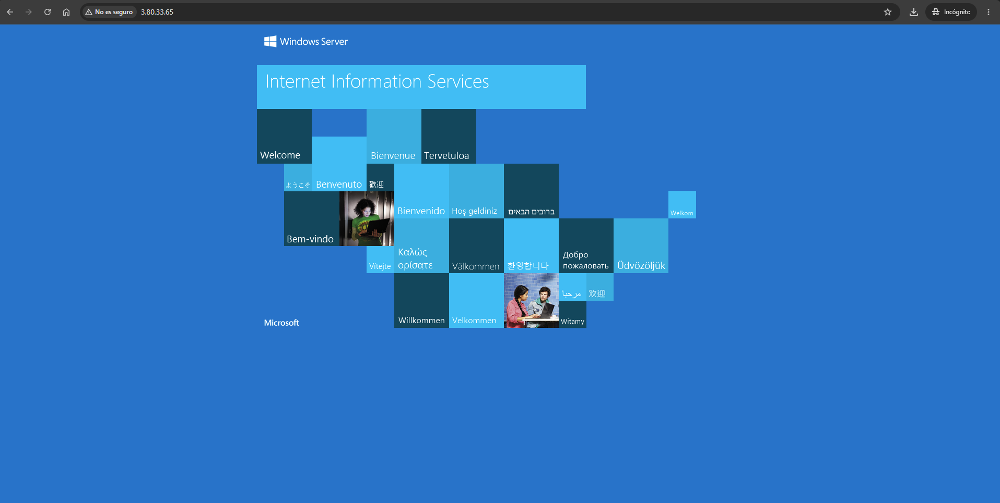 No es seguro
3.80.33.65
Incógnito
Windows Server
Internet Information Services
Welcome
Bienvenue
Tervetuloa
ようこそ
Benvenuto
歡迎
Bienvenido
Hoş geldiniz
ברוכים הבאים
Welkom
Bem-vindo
Vítejte
Καλώς
ορίσατε
Välkommen
환영합니다
Добро
пожаловать
Üdvözöljük
مرحبا
欢迎
Microsoft
Willkommen
Velkommen
Witamy